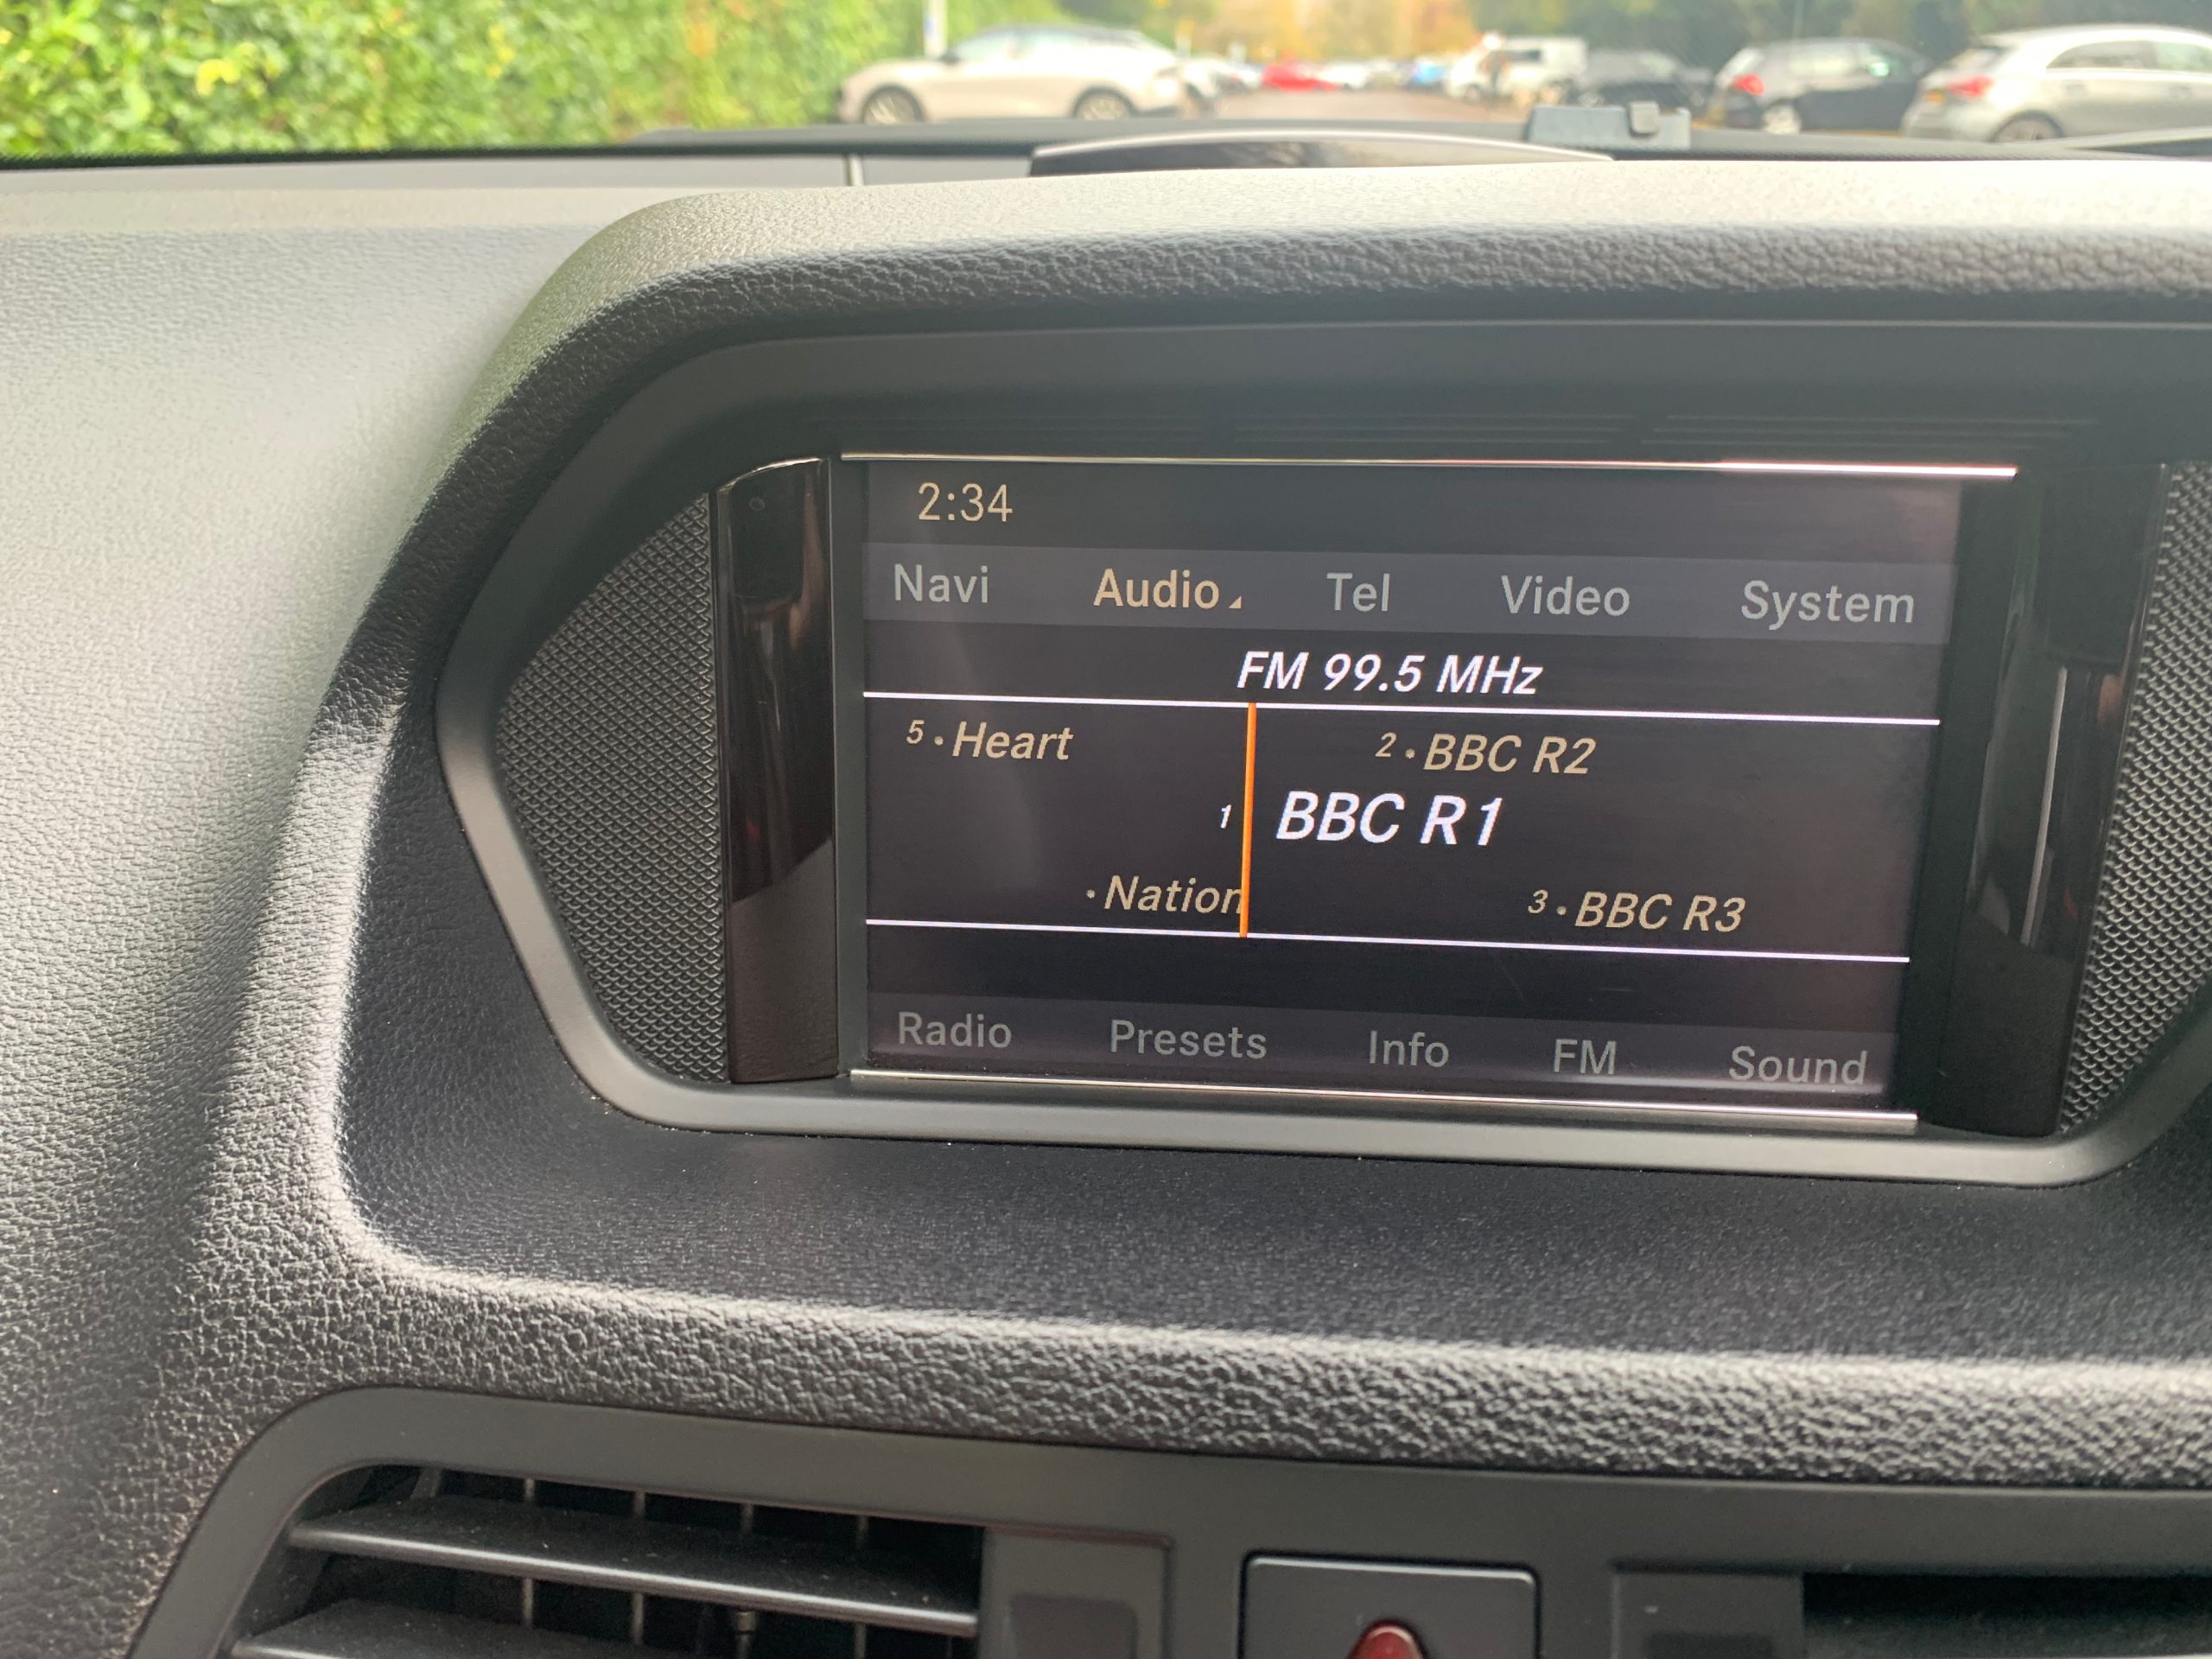 2:34
Navi Audio Tel Video System
FM 99.5 MHz
5 · Heart 2 · BBC R2
1 BBC R1
· Nation 3 · BBC R3
Radio Presets Info FM Sound